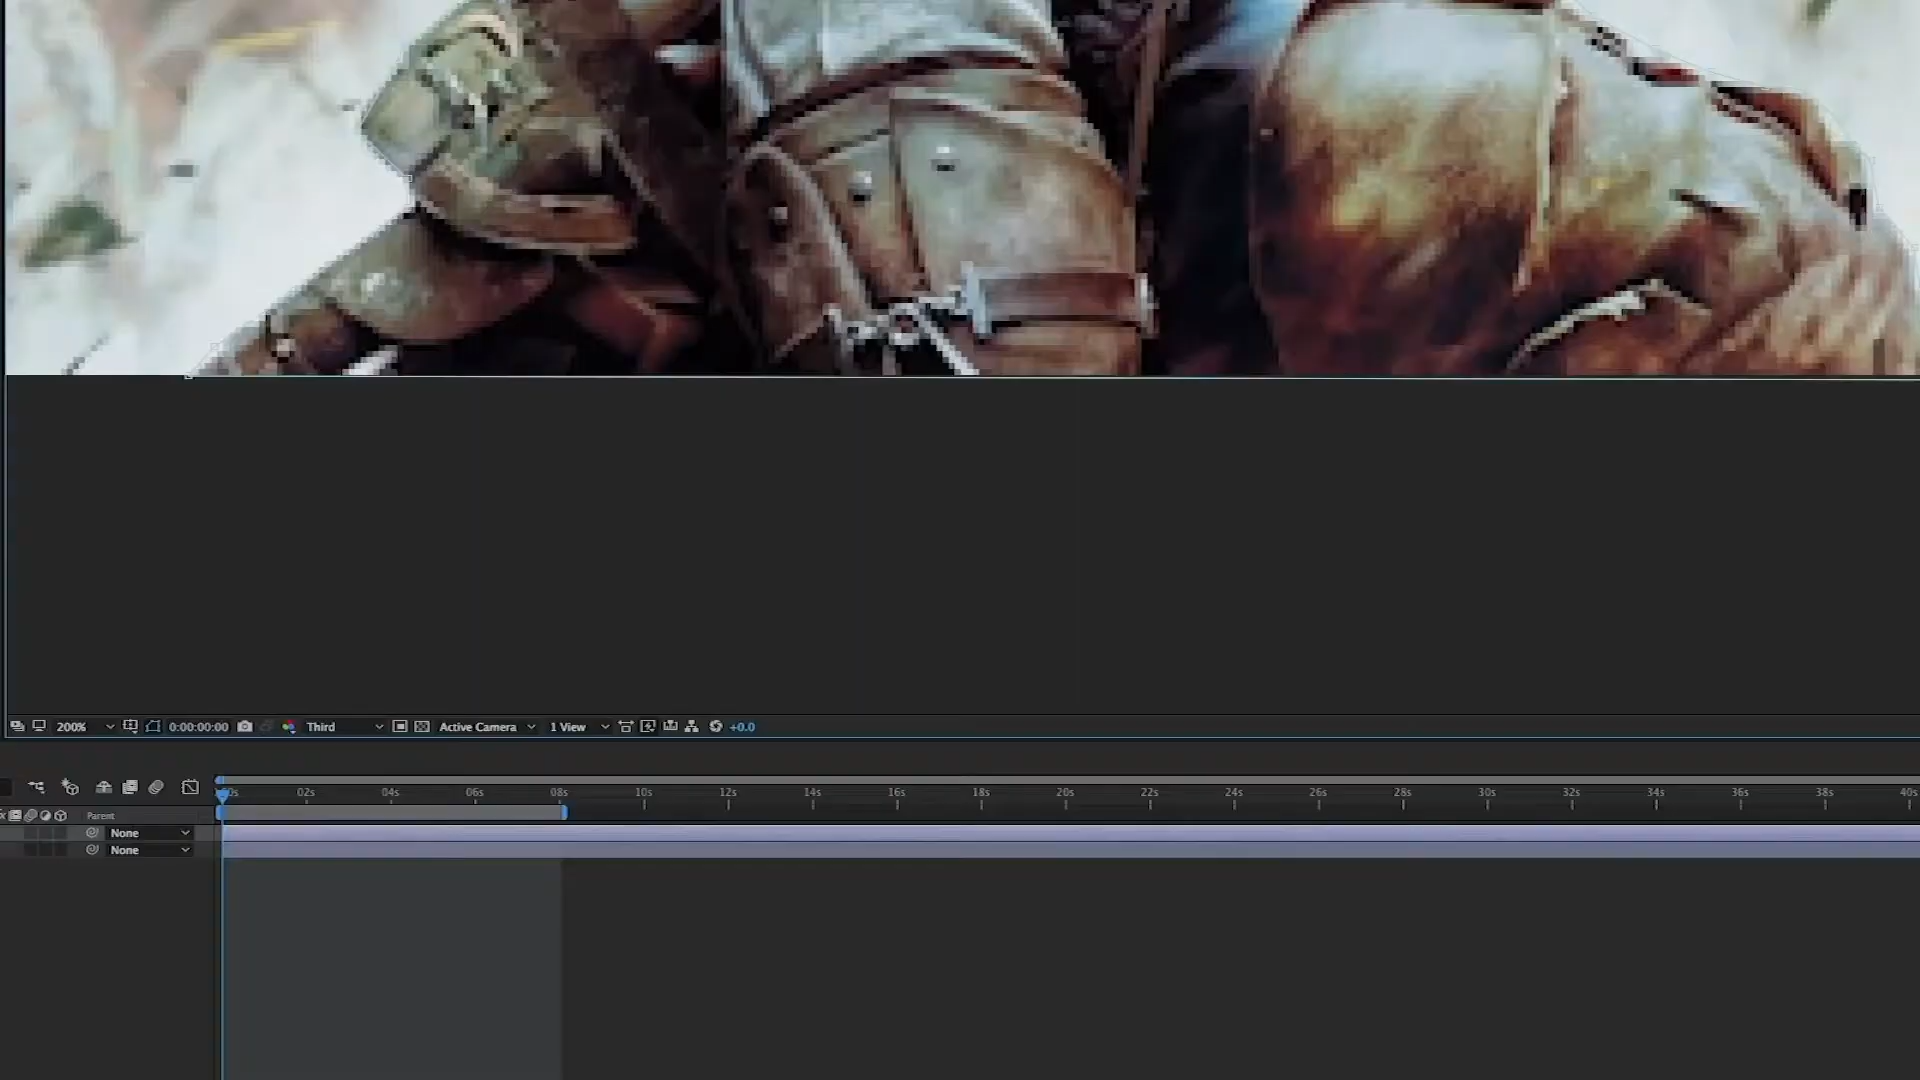 200% 0:00:00:00 Third Active Camera 1 View +0.0
02s 04s 06s 08s 10s 12s 14s 16s 18s 20s 22s 24s 26s 28s 30s 32s 34s 36s 38s 40s
Parent
None
None